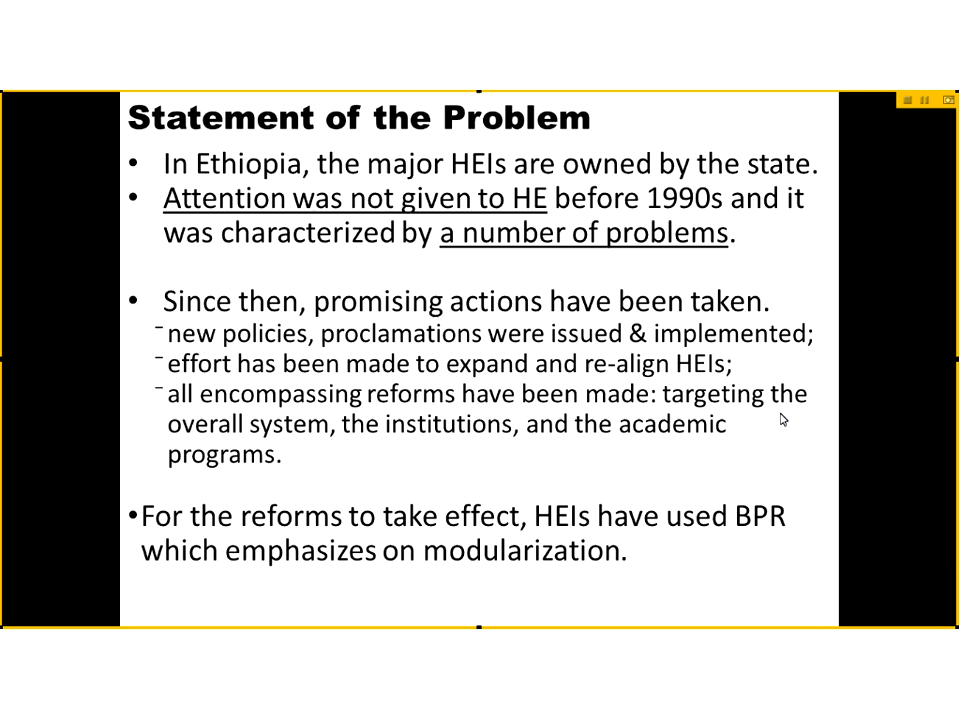 Statement of the Problem
• In Ethiopia, the major HEIs are owned by the state.
• Attention was not given to HE before 1990s and it
was characterized by a number of problems.
• Since then, promising actions have been taken.
⁻ new policies, proclamations were issued & implemented;
⁻ effort has been made to expand and re-align HEIs;
⁻ all encompassing reforms have been made: targeting the
overall system, the institutions, and the academic
programs.
•For the reforms to take effect, HEIs have used BPR
which emphasizes on modularization.